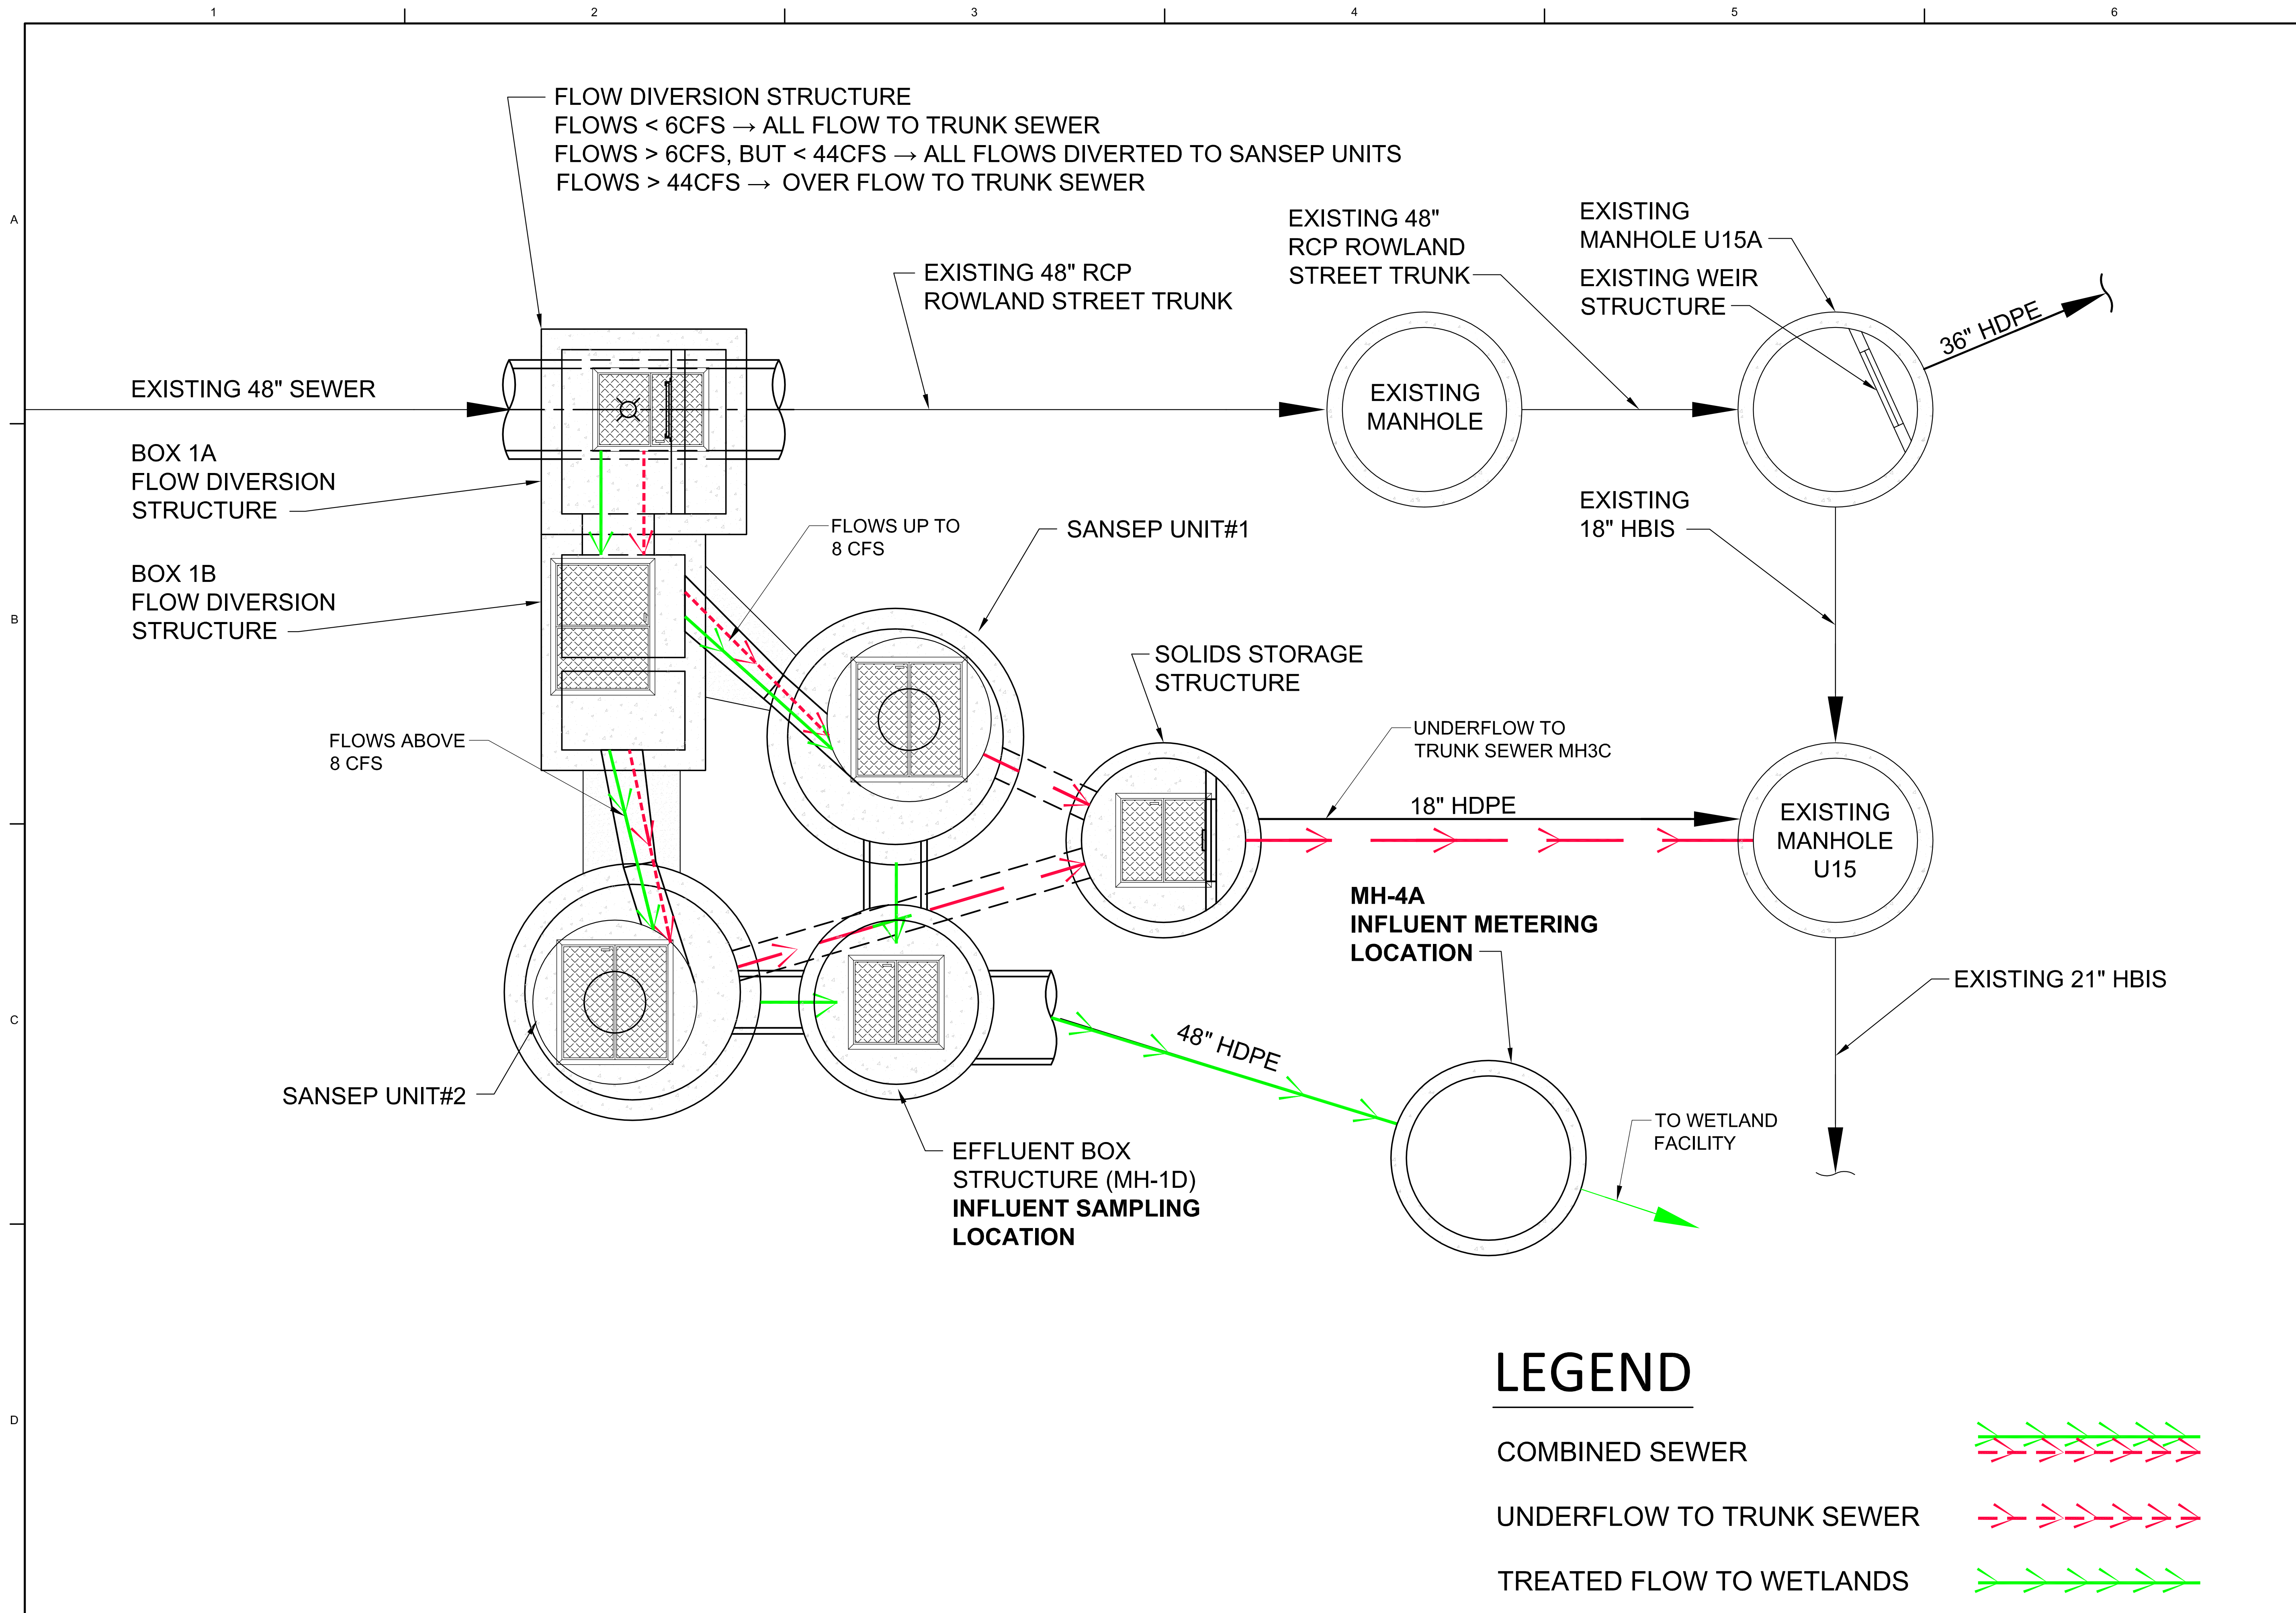 1
2
3
4
5
6
A
B
C
D
FLOW DIVERSION STRUCTURE
FLOWS < 6CFS → ALL FLOW TO TRUNK SEWER
FLOWS > 6CFS, BUT < 44CFS → ALL FLOWS DIVERTED TO SANSEP UNITS
FLOWS > 44CFS → OVER FLOW TO TRUNK SEWER
EXISTING 48" SEWER
BOX 1A
FLOW DIVERSION
STRUCTURE
BOX 1B
FLOW DIVERSION
STRUCTURE
EXISTING 48" RCP
ROWLAND STREET TRUNK
EXISTING 48"
RCP ROWLAND
STREET TRUNK
EXISTING
MANHOLE U15A
EXISTING WEIR
STRUCTURE
36" HDPE
EXISTING
MANHOLE
EXISTING
18" HBIS
FLOWS UP TO
8 CFS
SANSEP UNIT#1
SOLIDS STORAGE
STRUCTURE
FLOWS ABOVE
8 CFS
UNDERFLOW TO
TRUNK SEWER MH3C
18" HDPE
EXISTING
MANHOLE
U15
MH-4A
INFLUENT METERING
LOCATION
EXISTING 21" HBIS
48" HDPE
SANSEP UNIT#2
EFFLUENT BOX
STRUCTURE (MH-1D)
INFLUENT SAMPLING
LOCATION
TO WETLAND
FACILITY
LEGEND
COMBINED SEWER
UNDERFLOW TO TRUNK SEWER
TREATED FLOW TO WETLANDS